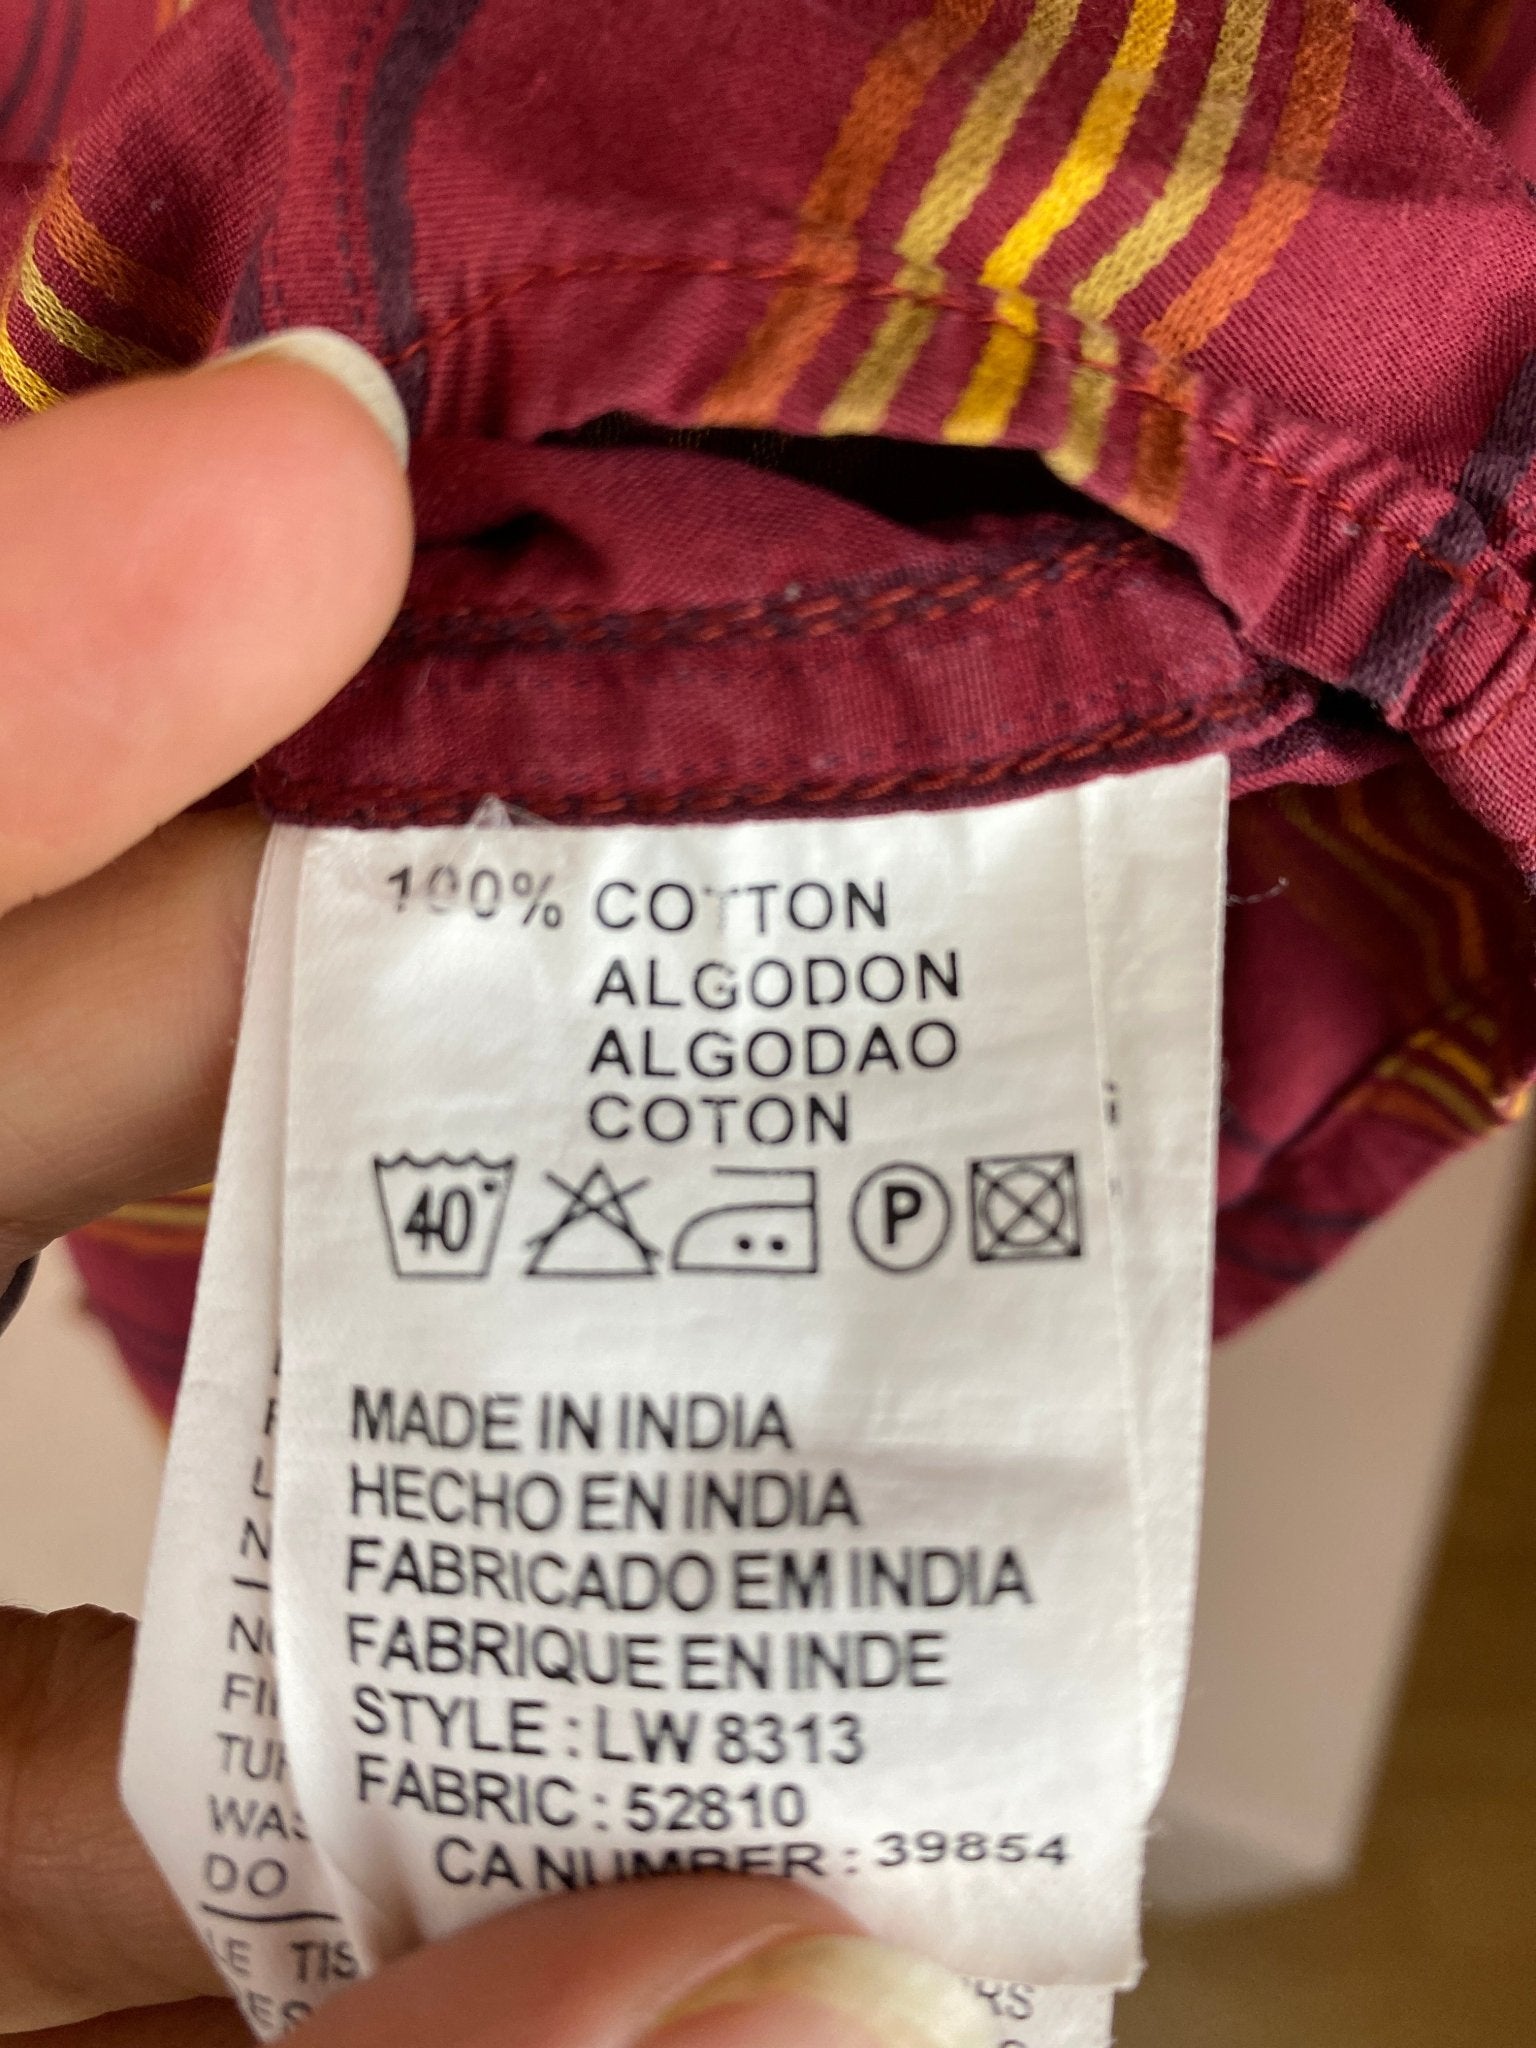 100% COTTON
ALGODON
ALGODAO
COTON
40°
P
MADE IN INDIA
HECHO EN INDIA
FABRICADO EM INDIA
FABRIQUE EN INDE
STYLE : LW 8313
FABRIC : 52810
CA NUMBER : 39854
DO